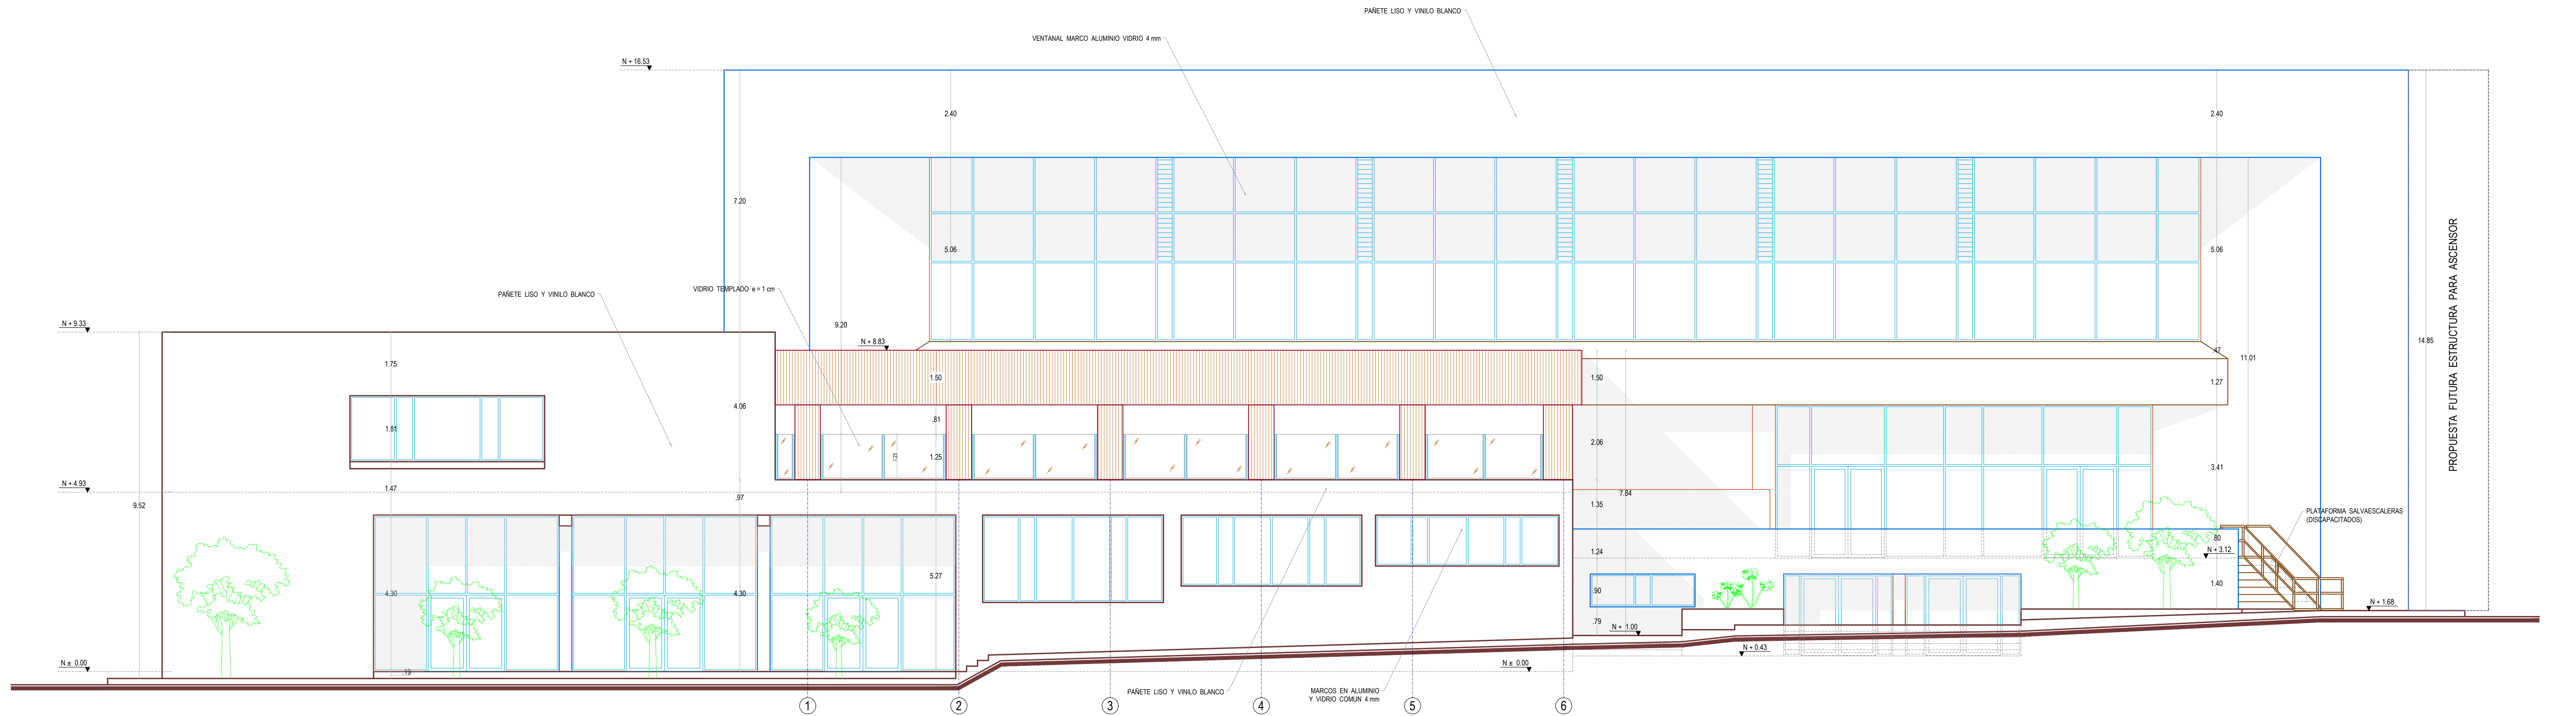 PAÑETE LISO Y VINILO BLANCO
VENTANAL MARCO ALUMINIO VIDRIO 4 mm
N + 16.53
2.40
2.40
7.20
5.06
5.06
PROPUESTA FUTURA ESTRUCTURA PARA ASCENSOR
VIDRIO TEMPLADO e = 1 cm
PAÑETE LISO Y VINILO BLANCO
N + 9.33
9.20
N + 8.83
14.85
.47
11.01
1.75
1.50
1.50
1.27
4.06
.81
1.81
2.06
1.25
1.25
3.41
N + 4.93
1.47
.97
7.84
9.52
1.35
PLATAFORMA SALVAESCALERAS
(DISCAPACITADOS)
.80
1.24
N + 3.12
5.27
1.40
4.30
4.30
.90
N + 1.68
.79
N + 1.00
N + 0.43
N ± 0.00
N ± 0.00
.19
PAÑETE LISO Y VINILO BLANCO
MARCOS EN ALUMINIO
Y VIDRIO COMUN 4 mm
1
2
3
4
5
6